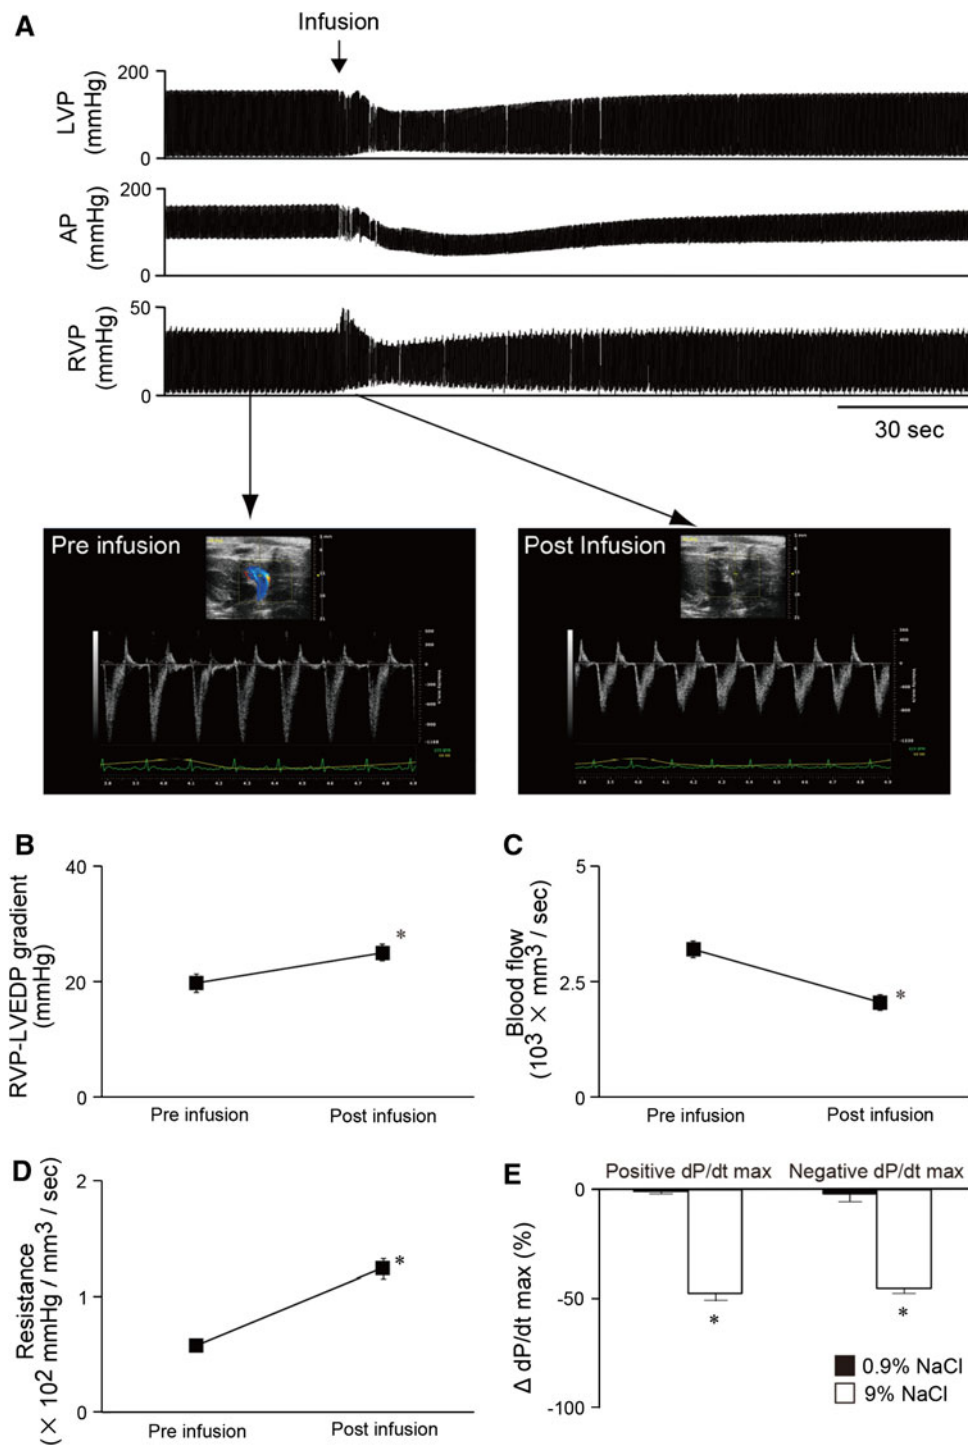 A
Infusion
LVP
(mmHg)
200
0
AP
(mmHg)
200
0
RVP
(mmHg)
50
0
30 sec
Pre infusion
Post Infusion
B
RVP-LVEDP gradient
(mmHg)
40
20
0
*
Pre infusion
Post infusion
C
Blood flow
(10³ × mm³ / sec)
5
2.5
0
*
Pre infusion
Post infusion
D
Resistance
(× 10² mmHg / mm³ / sec)
2
1
0
*
Pre infusion
Post infusion
E
Positive dP/dt max
Negative dP/dt max
Δ dP/dt max (%)
0
-50
-100
*
*
0.9% NaCl
9% NaCl